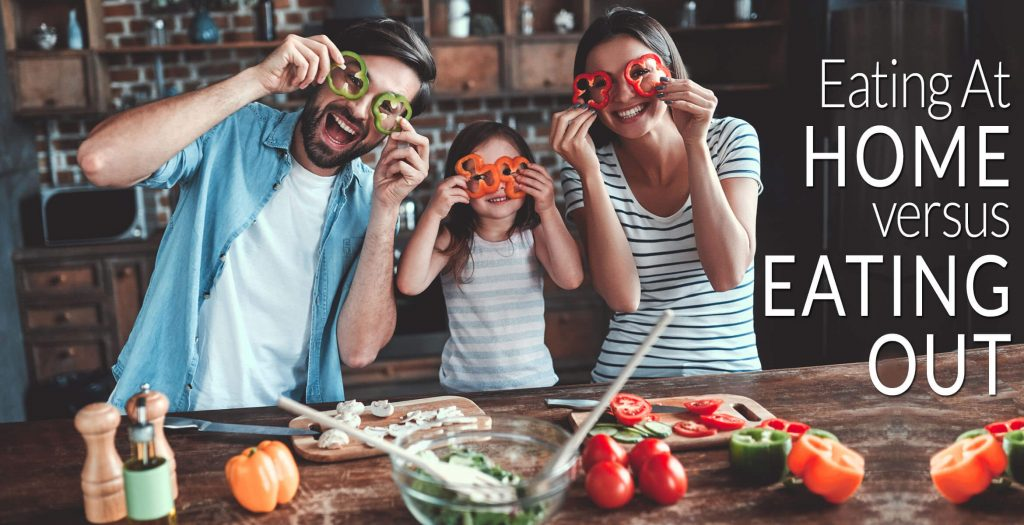 Eating At
HOME
versus
EATING
OUT